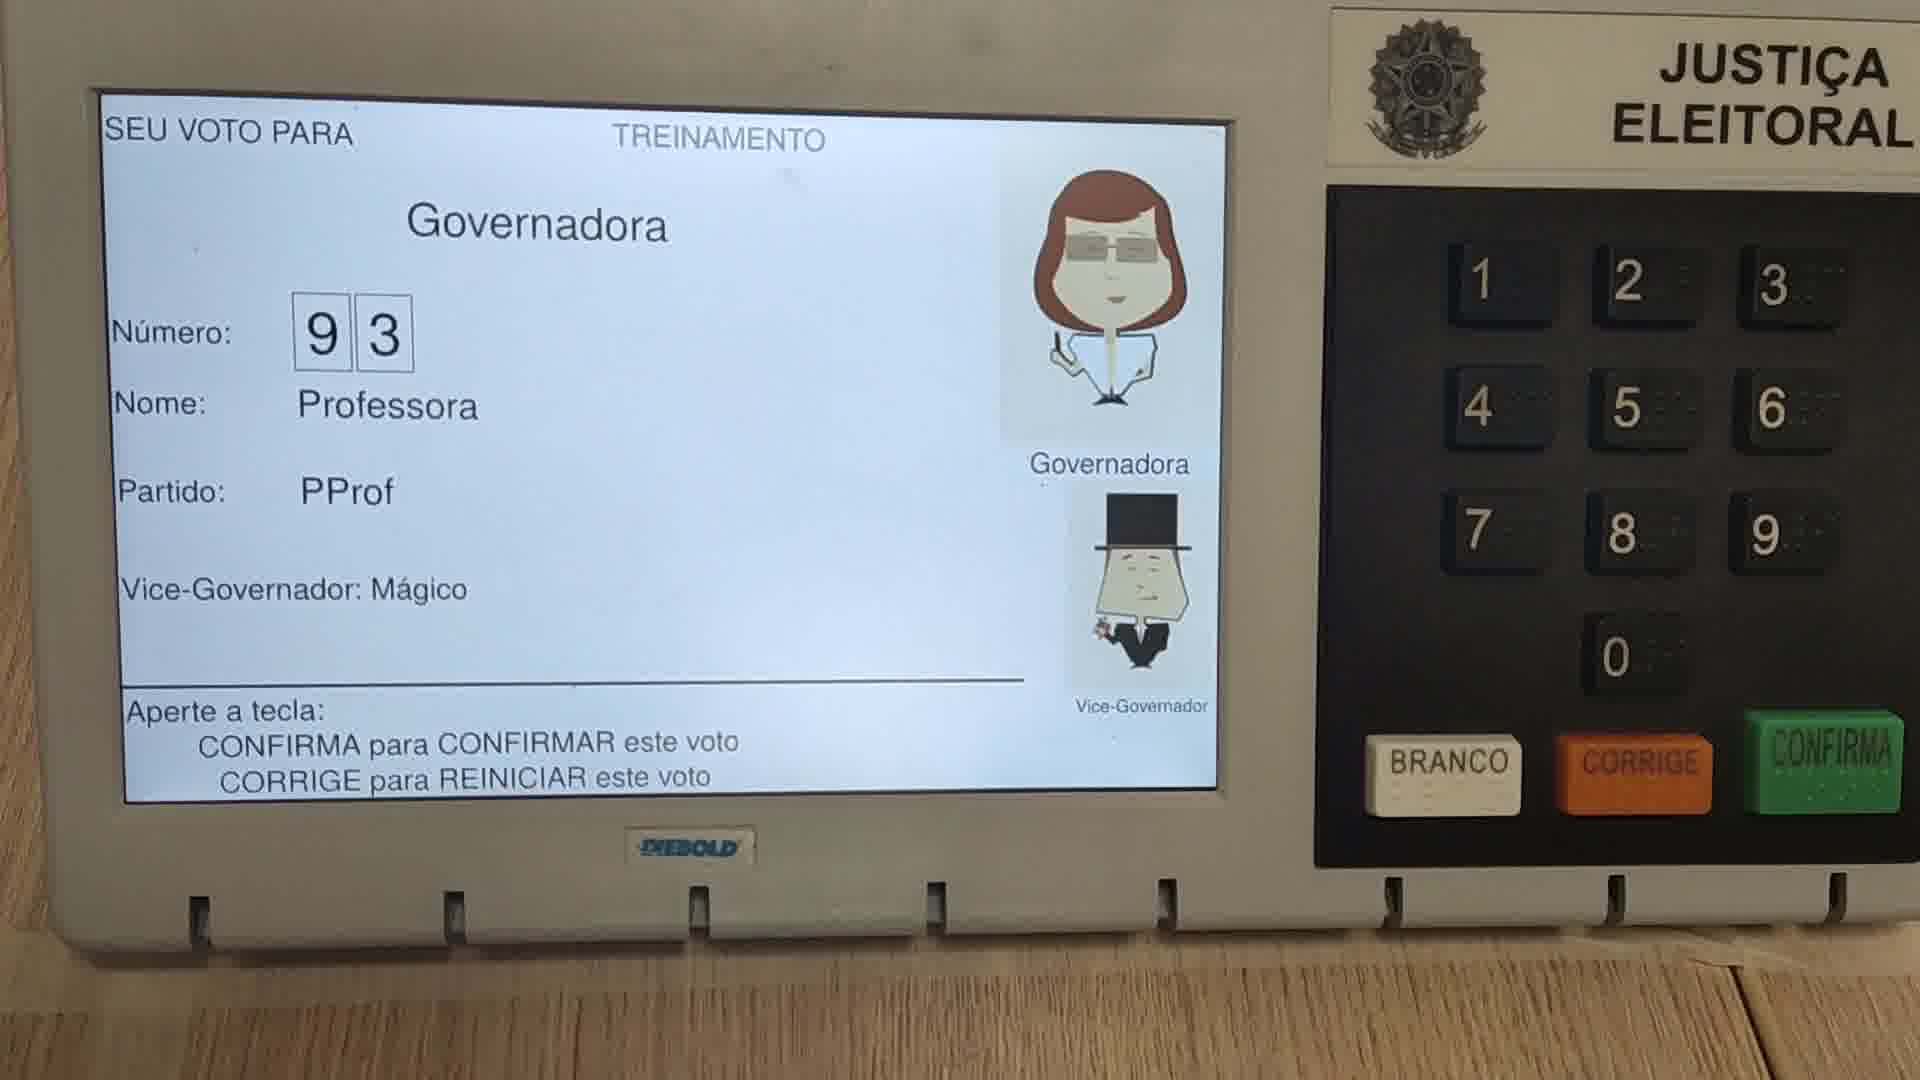 SEU VOTO PARA
TREINAMENTO
Governadora
Número: 9 3
Nome: Professora
Partido: PProf
Vice-Governador: Mágico
Aperte a tecla:
CONFIRMA para CONFIRMAR este voto
CORRIGE para REINICIAR este voto
Governadora
Vice-Governador
DIEBOLD
JUSTIÇA
ELEITORAL
1 2 3
4 5 6
7 8 9
0
BRANCO CORRIGE CONFIRMA